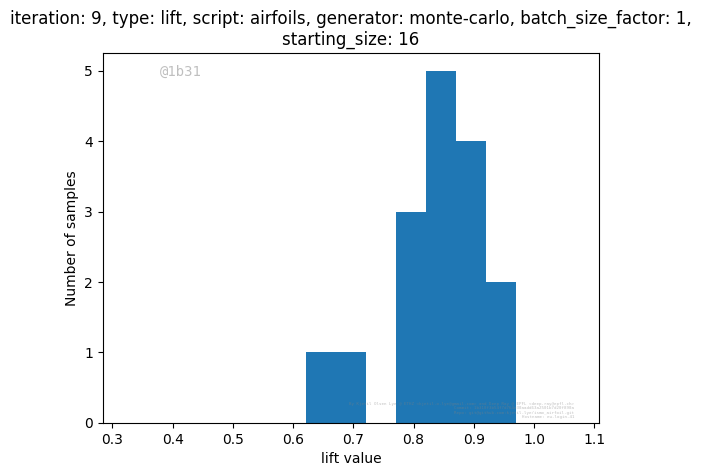 iteration: 9, type: lift, script: airfoils, generator: monte-carlo, batch_size_factor: 1,
starting_size: 16
@1b31
5
4
3
2
1
0
Number of samples
0.3 0.4 0.5 0.6 0.7 0.8 0.9 1.0 1.1
lift value